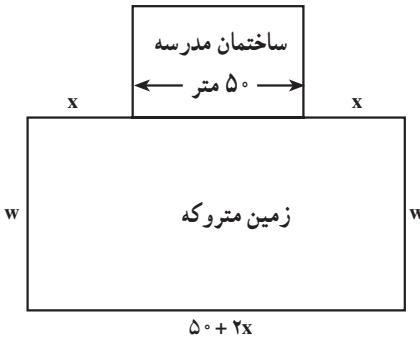 ساختمان مدرسه
۵۰ متر
x x
زمین متروکه
w w
۵۰ + ۲x